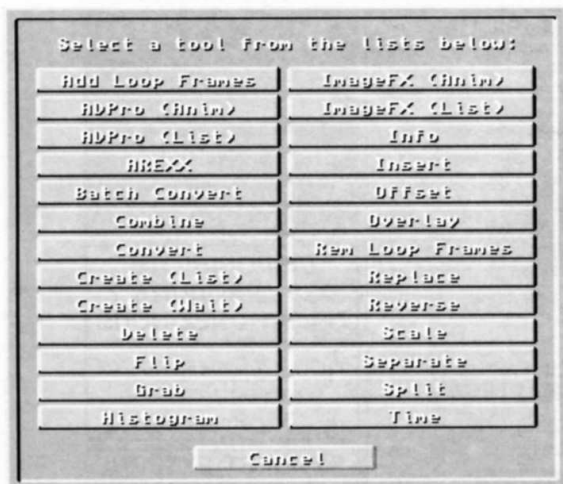 Select a tool from the lists below:
Add Loop Frames
ADPro (Anim)
ADPro (List)
AREXX
Batch Convert
Combine
Convert
Create (List)
Create (Wait)
Delete
Flip
Grab
Histogram
ImageFX (Anim)
ImageFX (List)
Info
Insert
Offset
Overlay
Rem Loop Frames
Replace
Reverse
Scale
Separate
Split
Time
Cancel